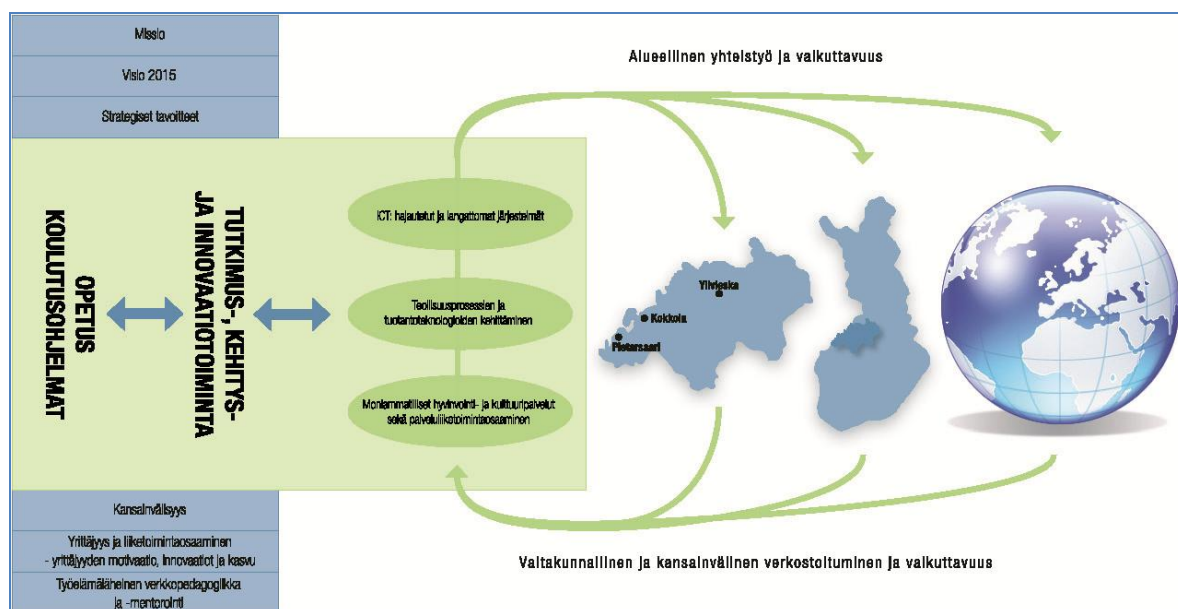 Missio
Visio 2015
Strategiset tavoitteet
Alueellinen yhteistyö ja vaikuttavuus
OPETUS
KOULUTUSOHJELMAT
TUTKIMUS-, KEHITYS-
JA INNOVAATIOTOIMINTA
ICT: hajautetut ja langattomat järjestelmät
Teollisuusprosessien ja
tuotantoteknologioiden kehittäminen
Moniammatilliset hyvinvointi- ja kulttuuripalvelut
sekä palveluliiketoimintaosaaminen
Ylivieska
Kokkola
Pietarsaari
Kansainvälisyys
Yrittäjyys ja liiketoimintaosaaminen
- yrittäjyyden motivaatio, innovaatiot ja kasvu
Työelämäläheinen verkkopedagogiikka
ja -mentorointi
Valtakunnallinen ja kansainvälinen verkostoituminen ja vaikuttavuus